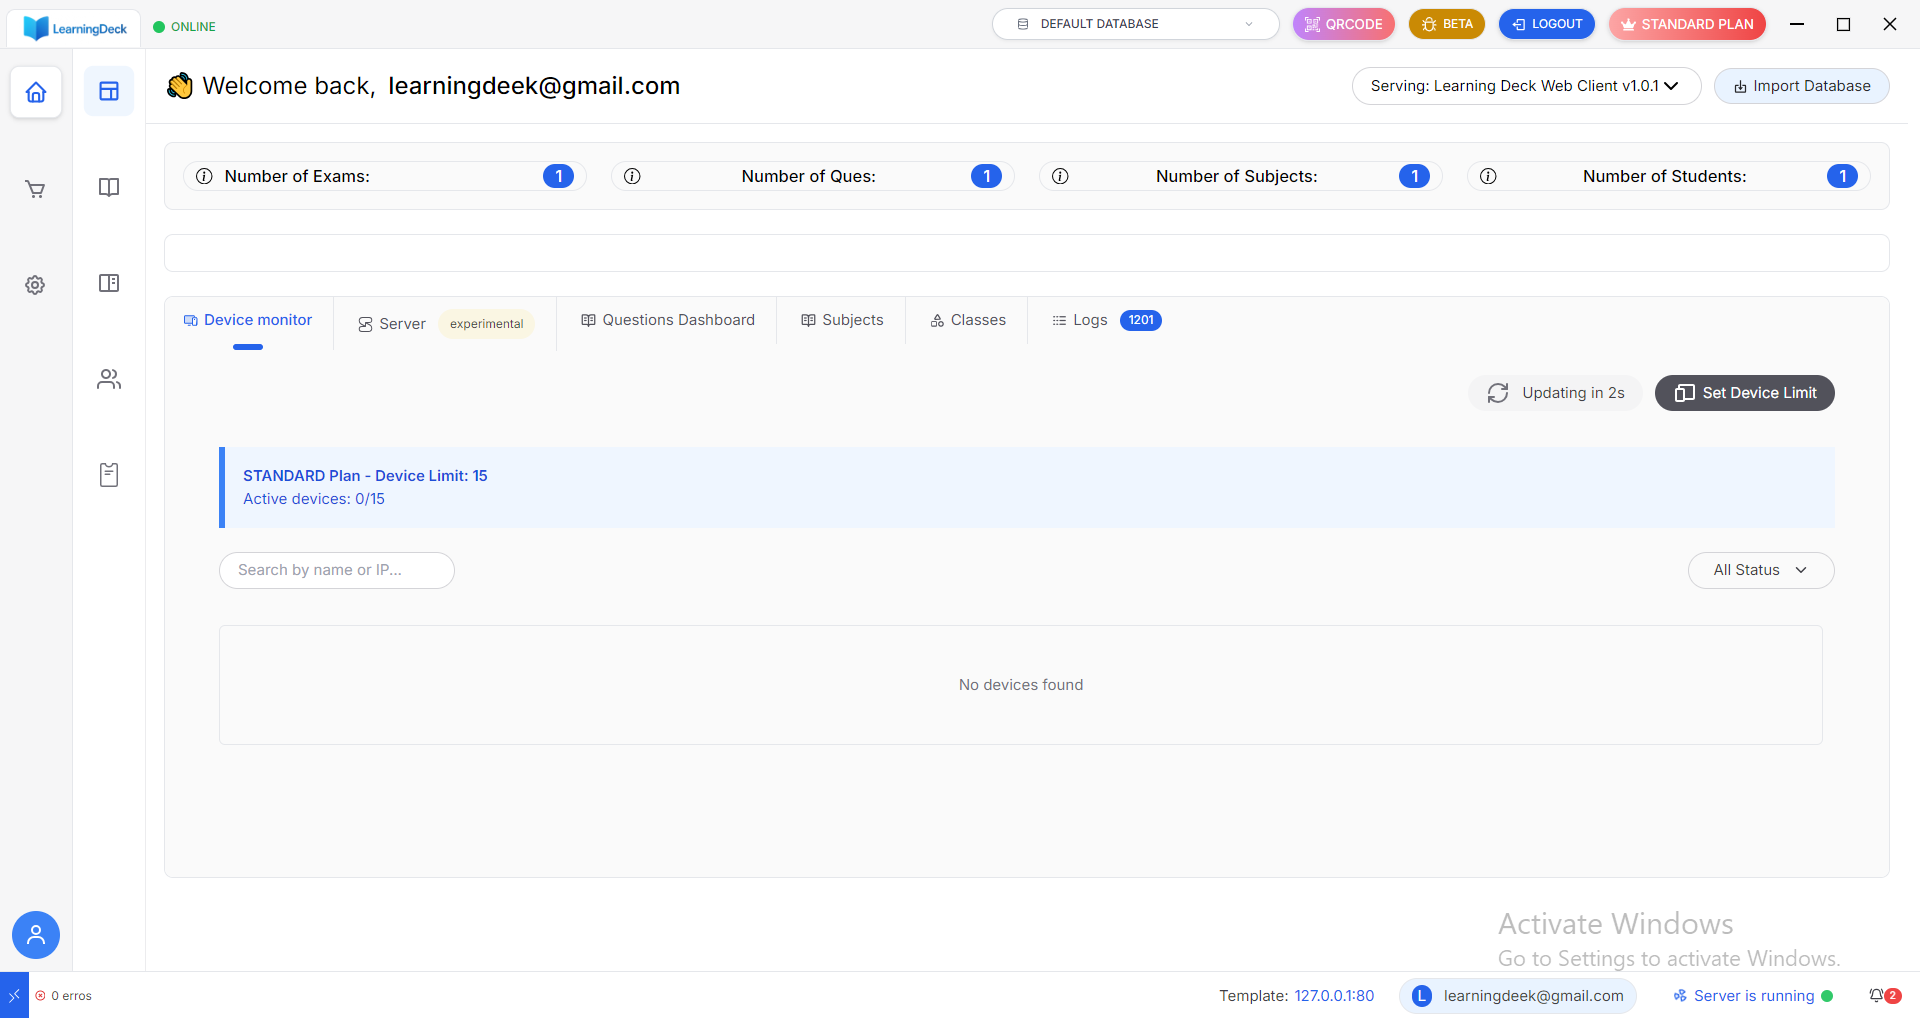 LearningDeck
ONLINE
DEFAULT DATABASE
QRCODE
BETA
LOGOUT
STANDARD PLAN
Welcome back, learningdeek@gmail.com
Serving: Learning Deck Web Client v1.0.1
Import Database
Number of Exams: 1
Number of Ques: 1
Number of Subjects: 1
Number of Students: 1
Device monitor
Server experimental
Questions Dashboard
Subjects
Classes
Logs 1201
Updating in 2s
Set Device Limit
STANDARD Plan - Device Limit: 15
Active devices: 0/15
Search by name or IP...
All Status
No devices found
Activate Windows
Go to Settings to activate Windows.
0 erros
Template: 127.0.0.1:80
L learningdeek@gmail.com
Server is running
2